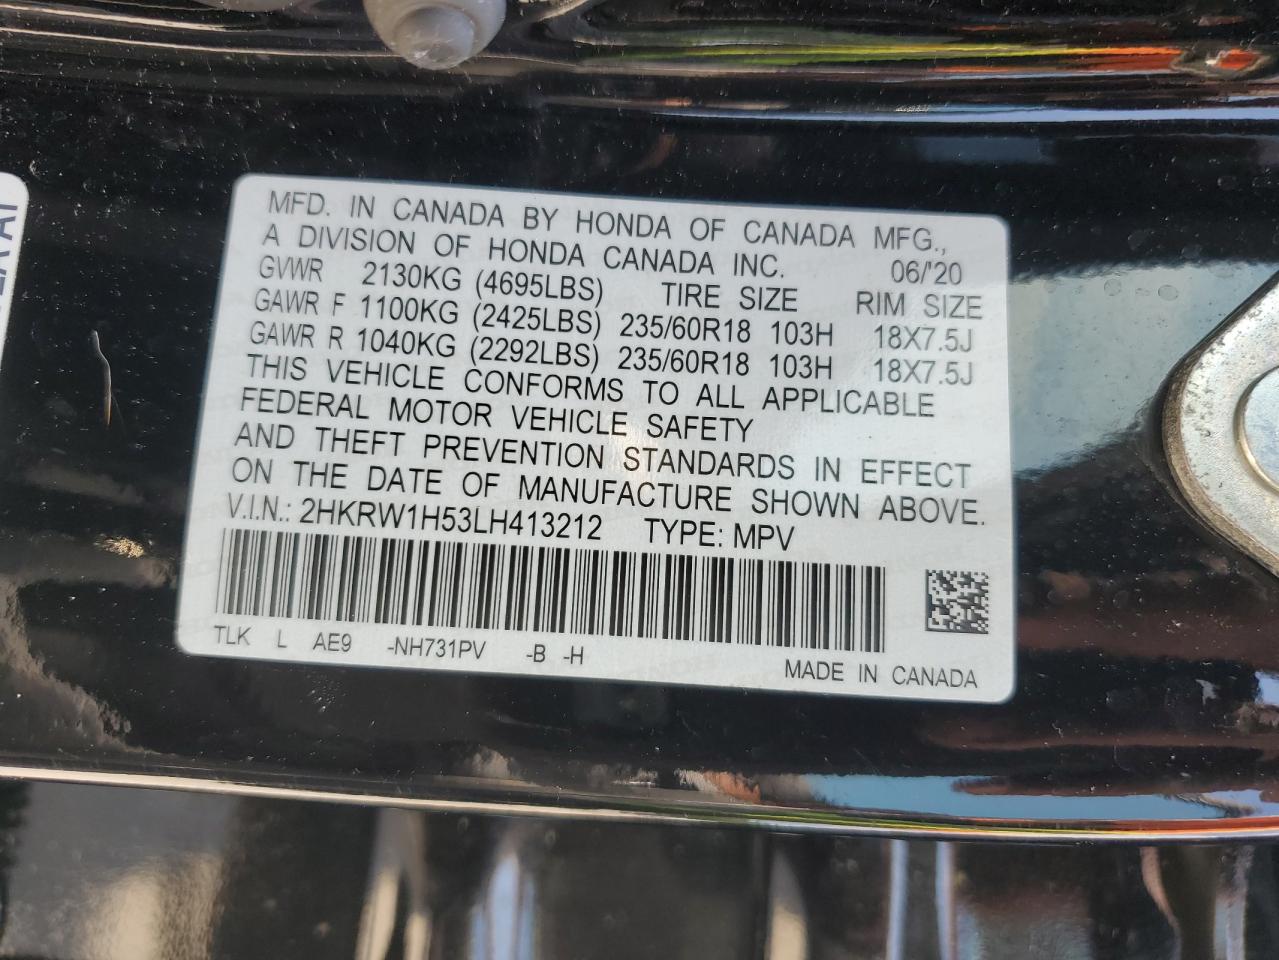 MFD. IN CANADA BY HONDA OF CANADA MFG.,
A DIVISION OF HONDA CANADA INC. 06/'20
GVWR 2130KG (4695LBS) TIRE SIZE RIM SIZE
GAWR F 1100KG (2425LBS) 235/60R18 103H 18X7.5J
GAWR R 1040KG (2292LBS) 235/60R18 103H 18X7.5J
THIS VEHICLE CONFORMS TO ALL APPLICABLE
FEDERAL MOTOR VEHICLE SAFETY
AND THEFT PREVENTION STANDARDS IN EFFECT
ON THE DATE OF MANUFACTURE SHOWN ABOVE.
V.I.N.: 2HKRW1H53LH413212 TYPE: MPV
TLK L AE9 -NH731PV -B -H
MADE IN CANADA